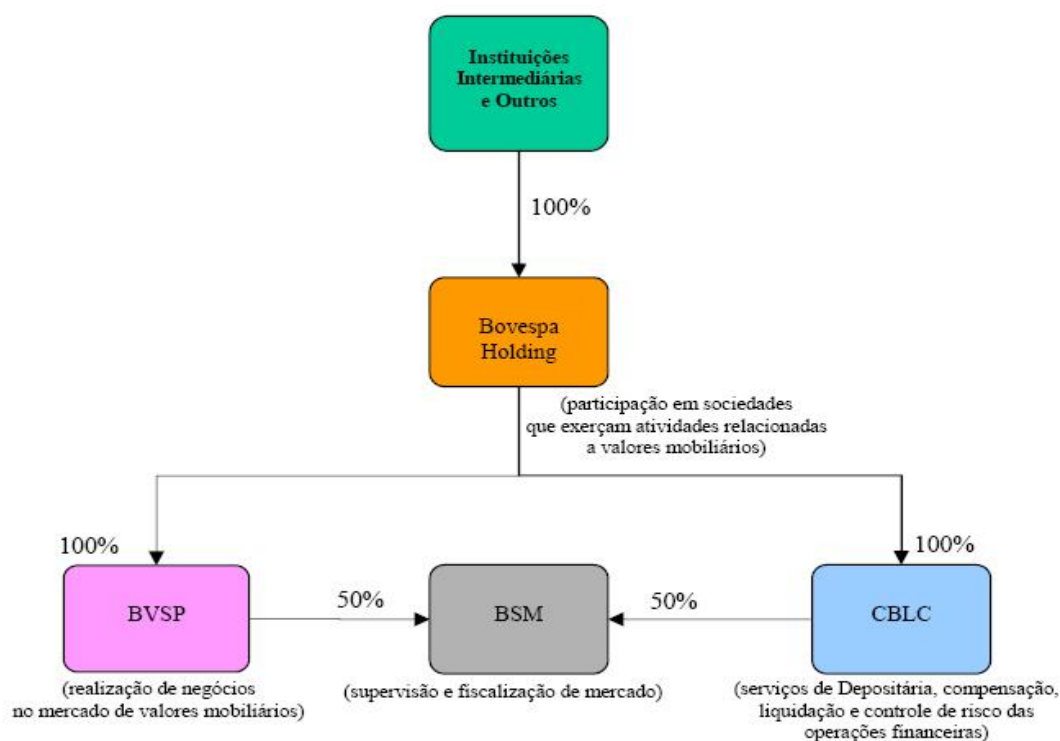 Instituições
Intermediárias
e Outros
100%
Bovespa
Holding
(participação em sociedades
que exerçam atividades relacionadas
a valores mobiliários)
100%
100%
BVSP
50%
BSM
50%
CBLC
(realização de negócios
no mercado de valores mobiliários)
(supervisão e fiscalização de mercado)
(serviços de Depositária, compensação,
liquidação e controle de risco das
operações financeiras)